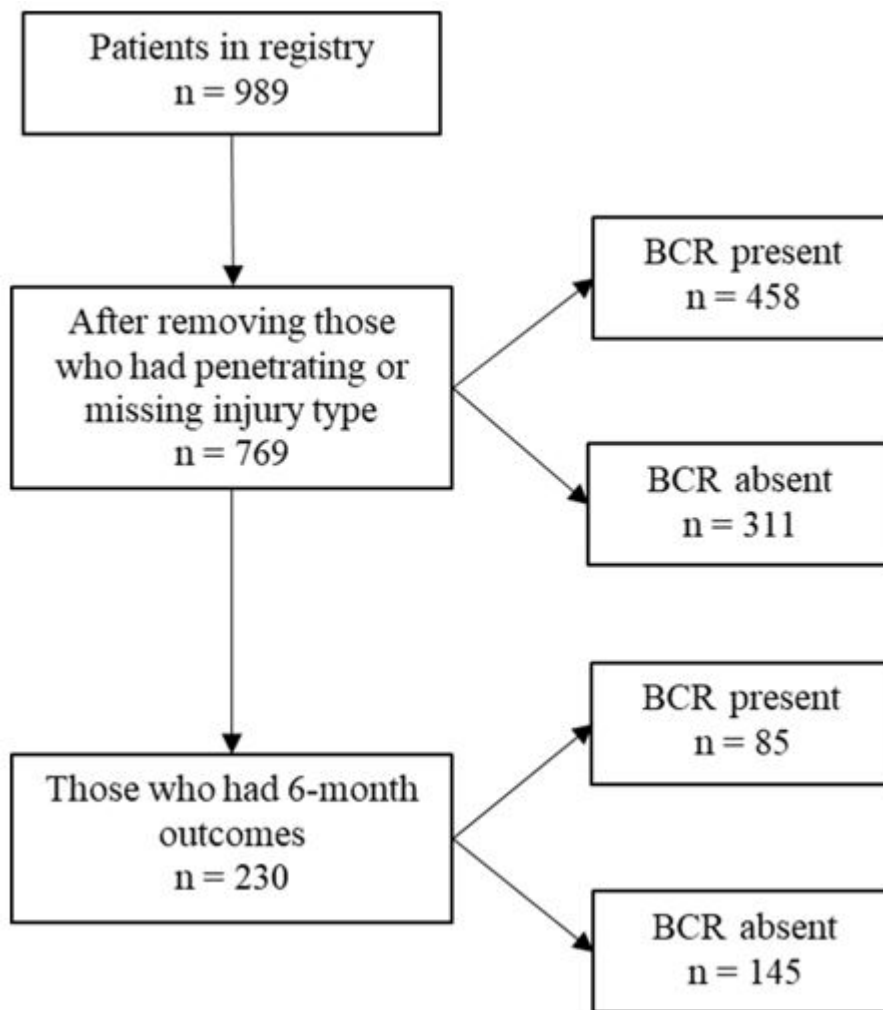 Patients in registry
n = 989
After removing those
who had penetrating or
missing injury type
n = 769
BCR present
n = 458
BCR absent
n = 311
Those who had 6-month
outcomes
n = 230
BCR present
n = 85
BCR absent
n = 145